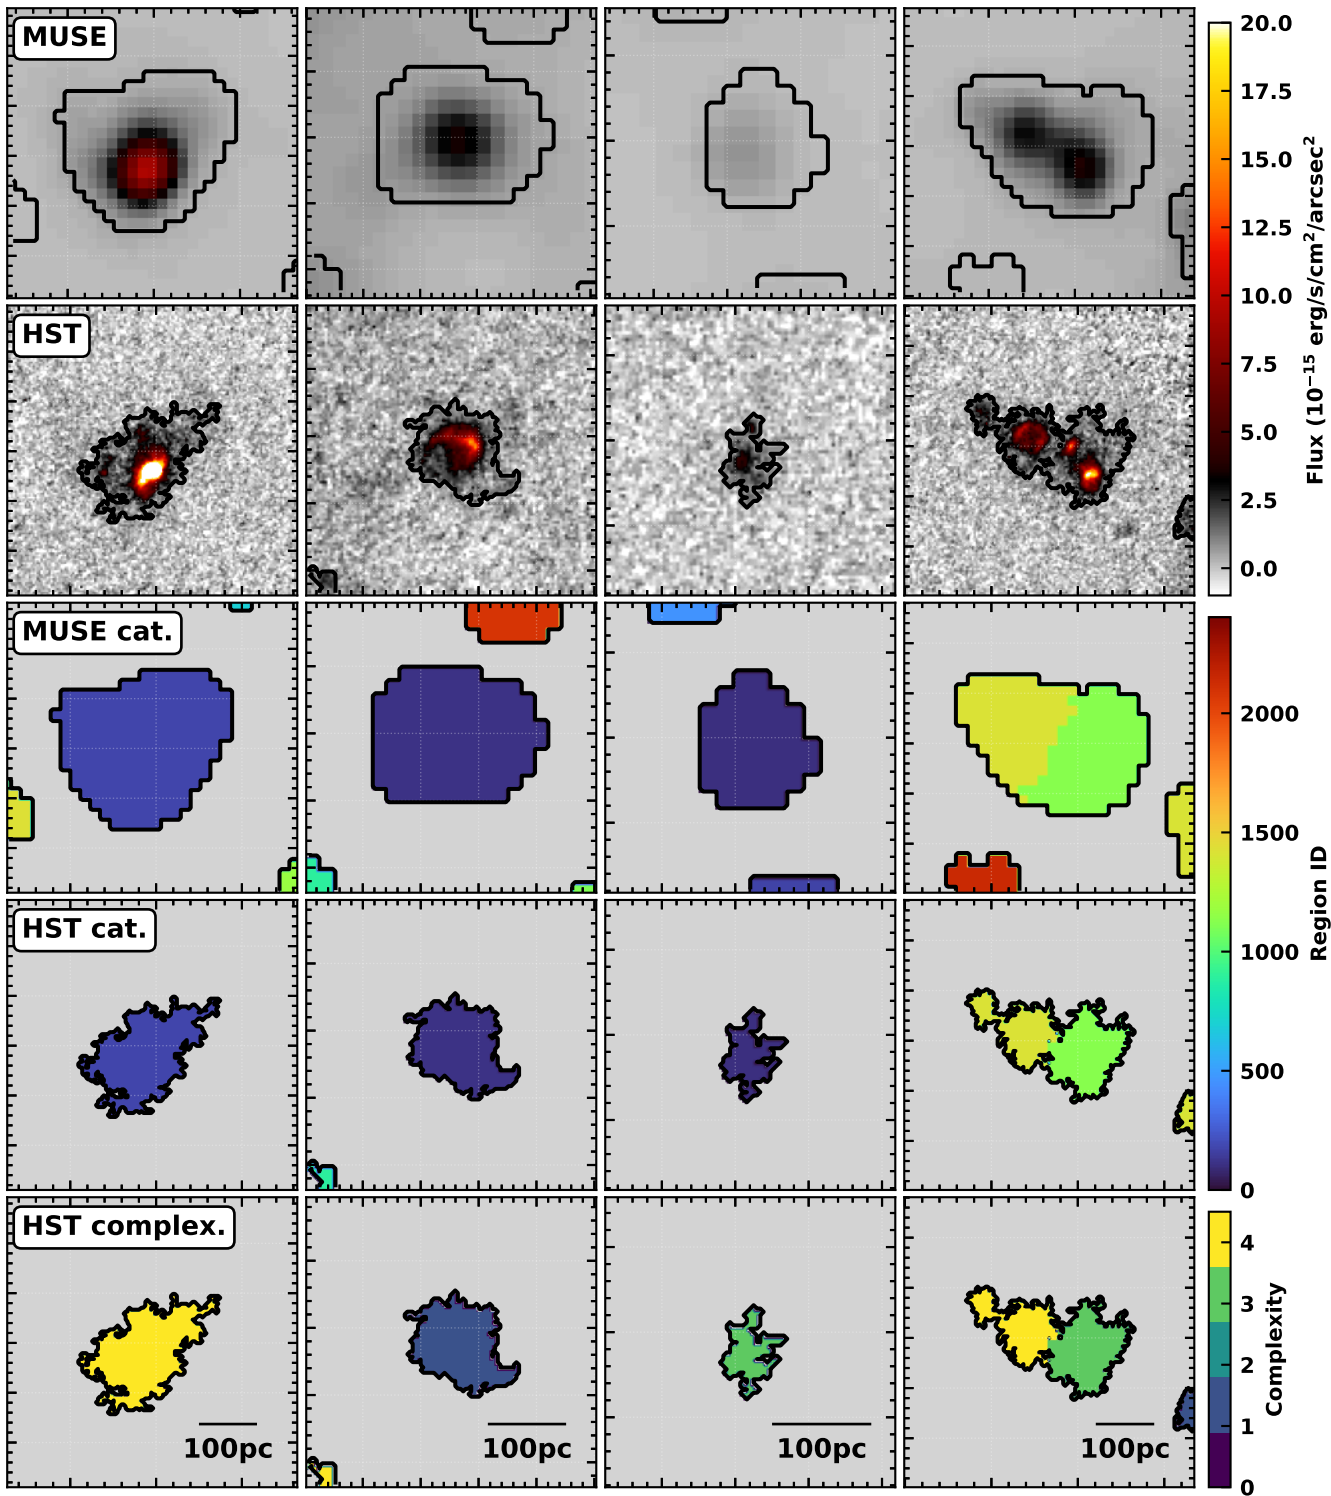 MUSE
20.0
17.5
15.0
12.5
10.0
7.5
5.0
2.5
0.0
Flux (10⁻¹⁵ erg/s/cm²/arcsec²
HST
MUSE cat.
2000
1500
1000
500
0
Region ID
HST cat.
HST complex.
100pc
100pc
100pc
100pc
4
3
2
1
0
Complexity